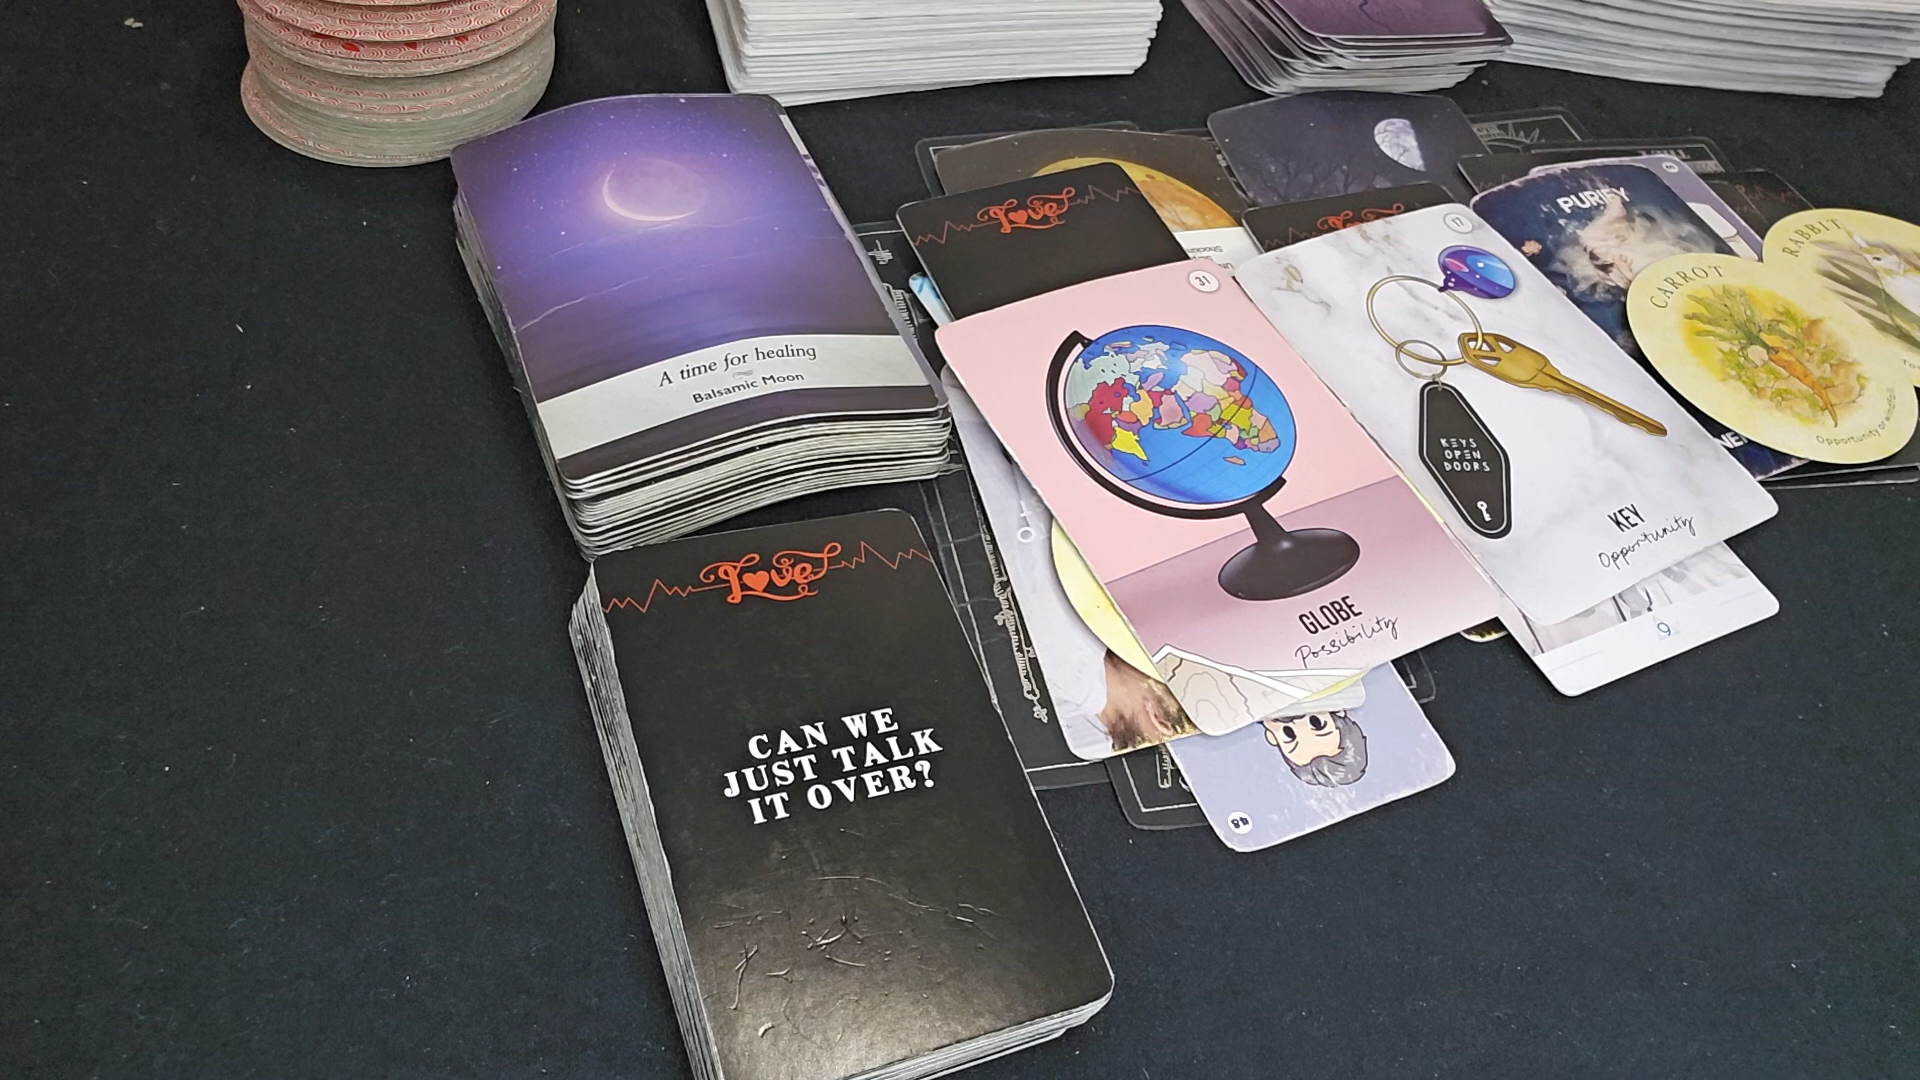 A time for healing
Balsamic Moon
Love
CAN WE
JUST TALK
IT OVER?
Love
31
GLOBE
Possibility
Love
17
KEYS
OPEN
DOORS
KEY
Opportunity
PURIFY
CARROT
RABBIT
9
48